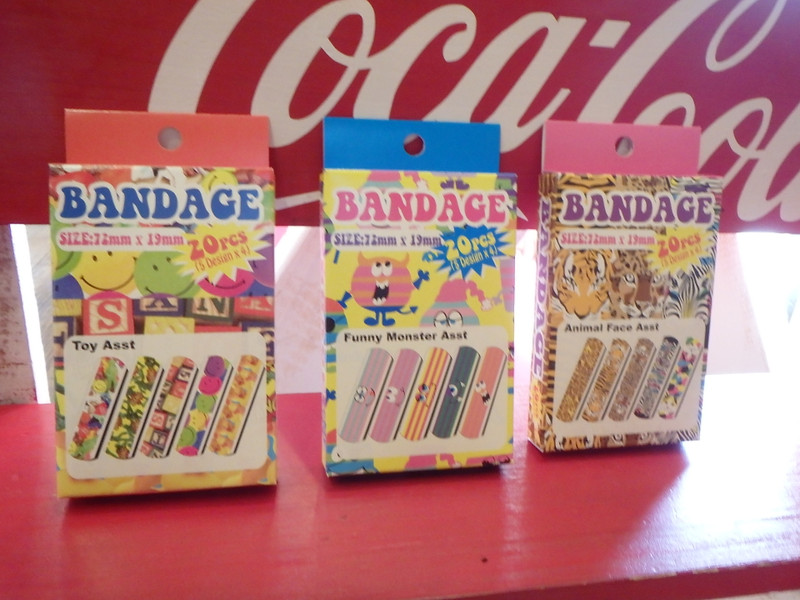 Coca-Cola
BANDAGE
SIZE:72mm x 19mm
20pcs
(5 Design x 4)
S A N
S
Toy Asst
BANDAGE
SIZE:72mm x 19mm
20pcs
(5 Design x 4)
Funny Monster Asst
BANDAGE
SIZE:72mm x 19mm
20pcs
(5 Design x 4)
BANDAGE
Animal Face Asst